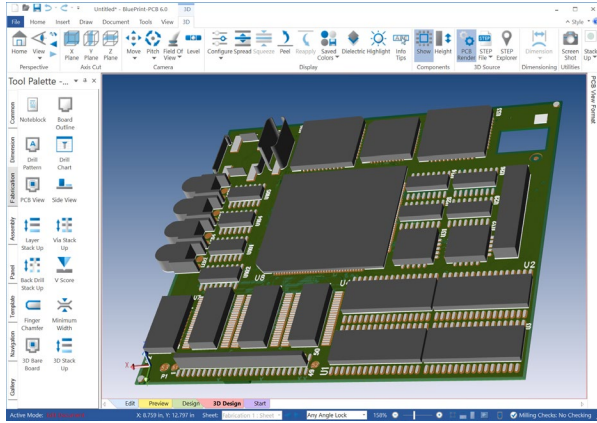 Untitled* - BluePrint-PCB 6.0
3D
File Home Insert Draw Document Tools View 3D
Style
Home View X Plane Y Plane Z Plane Move Pitch Field Of View Level Configure Spread Squeeze Peel Reapply Saved Colors Dielectric Highlight Info Tips Show Height PCB Render STEP File STEP Explorer Dimension Screen Shot Stack Up
Perspective Axis Cut Camera Display Components 3D Source Dimensioning Utilities
Tool Palette -...
PCB View Format
Common
Dimension
Fabrication
Assembly
Panel
Template
Navigation
Gallery
Noteblock
Board Outline
Drill Pattern
Drill Chart
PCB View
Side View
Layer Stack Up
Via Stack Up
Back Drill Stack Up
V Score
Finger Chamfer
Minimum Width
3D Bare Board
3D Stack Up
U2
U1
P1
50
49
X
Edit Preview Design 3D Design Start
Active Mode:
X: 8.759 in, Y: 12.797 in Sheet: Fabrication 1 : Sheet
Any Angle Lock
158%
Milling Checks: No Checking